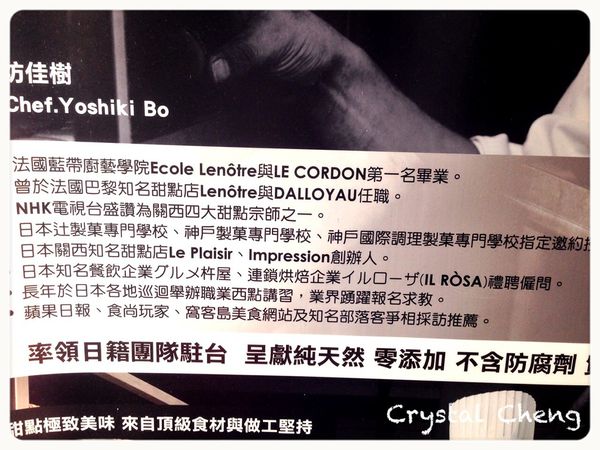 坊佳樹
Chef.Yoshiki Bo
法國藍帶廚藝學院Ecole Lenôtre與LE CORDON第一名畢業。
曾於法國巴黎知名甜點店Lenôtre與DALLOYAU任職。
NHK電視台盛讚為關西四大甜點宗師之一。
日本辻製菓專門學校、神戶製菓專門學校、神戶國際調理製菓專門學校指定邀約
日本關西知名甜點店Le Plaisir、Impression創辦人。
日本知名餐飲企業グルメ杵屋、連鎖烘焙企業イルローザ(IL RÒSA)禮聘僱問。
• 長年於日本各地巡迴舉辦職業西點講習，業界踴躍報名求教。
• 蘋果日報、食尚玩家、窩客島美食網站及知名部落客爭相採訪推薦。
率領日籍團隊駐台 呈獻純天然 零添加 不含防腐劑
甜點極致美味 來自頂級食材與做工堅持
Crystal Cheng